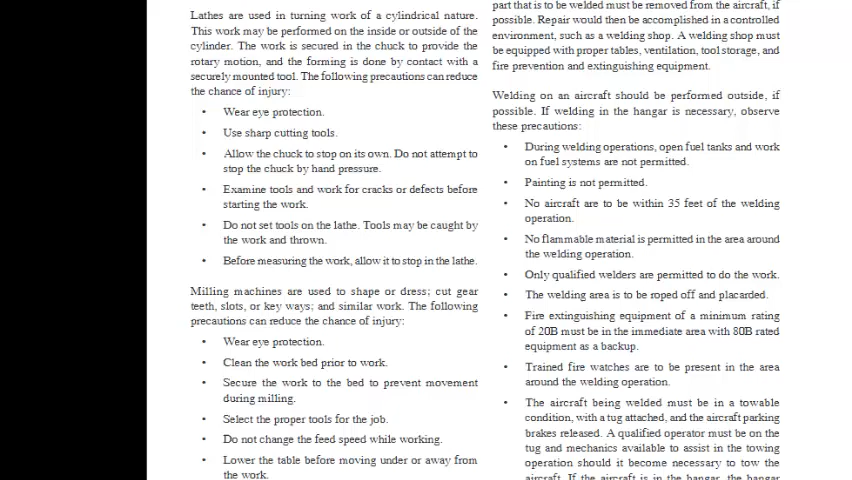 Lathes are used in turning work of a cylindrical nature.
This work may be performed on the inside or outside of the
cylinder. The work is secured in the chuck to provide the
rotary motion, and the forming is done by contact with a
securely mounted tool. The following precautions can reduce
the chance of injury:
• Wear eye protection.
• Use sharp cutting tools.
• Allow the chuck to stop on its own. Do not attempt to
stop the chuck by hand pressure.
• Examine tools and work for cracks or defects before
starting the work.
• Do not set tools on the lathe. Tools may be caught by
the work and thrown.
• Before measuring the work, allow it to stop in the lathe.
Milling machines are used to shape or dress; cut gear
teeth, slots, or key ways; and similar work. The following
precautions can reduce the chance of injury:
• Wear eye protection.
• Clean the work bed prior to work.
• Secure the work to the bed to prevent movement
during milling.
• Select the proper tools for the job.
• Do not change the feed speed while working.
• Lower the table before moving under or away from
the work.
part that is to be welded must be removed from the aircraft, if
possible. Repair would then be accomplished in a controlled
environment, such as a welding shop. A welding shop must
be equipped with proper tables, ventilation, tool storage, and
fire prevention and extinguishing equipment.
Welding on an aircraft should be performed outside, if
possible. If welding in the hangar is necessary, observe
these precautions:
• During welding operations, open fuel tanks and work
on fuel systems are not permitted.
• Painting is not permitted.
• No aircraft are to be within 35 feet of the welding
operation.
• No flammable material is permitted in the area around
the welding operation.
• Only qualified welders are permitted to do the work.
• The welding area is to be roped off and placarded.
• Fire extinguishing equipment of a minimum rating
of 20B must be in the immediate area with 80B rated
equipment as a backup.
• Trained fire watches are to be present in the area
around the welding operation.
• The aircraft being welded must be in a towable
condition, with a tug attached, and the aircraft parking
brakes released. A qualified operator must be on the
tug and mechanics available to assist in the towing
operation should it become necessary to tow the
aircraft. If the aircraft is in the hangar, the hangar